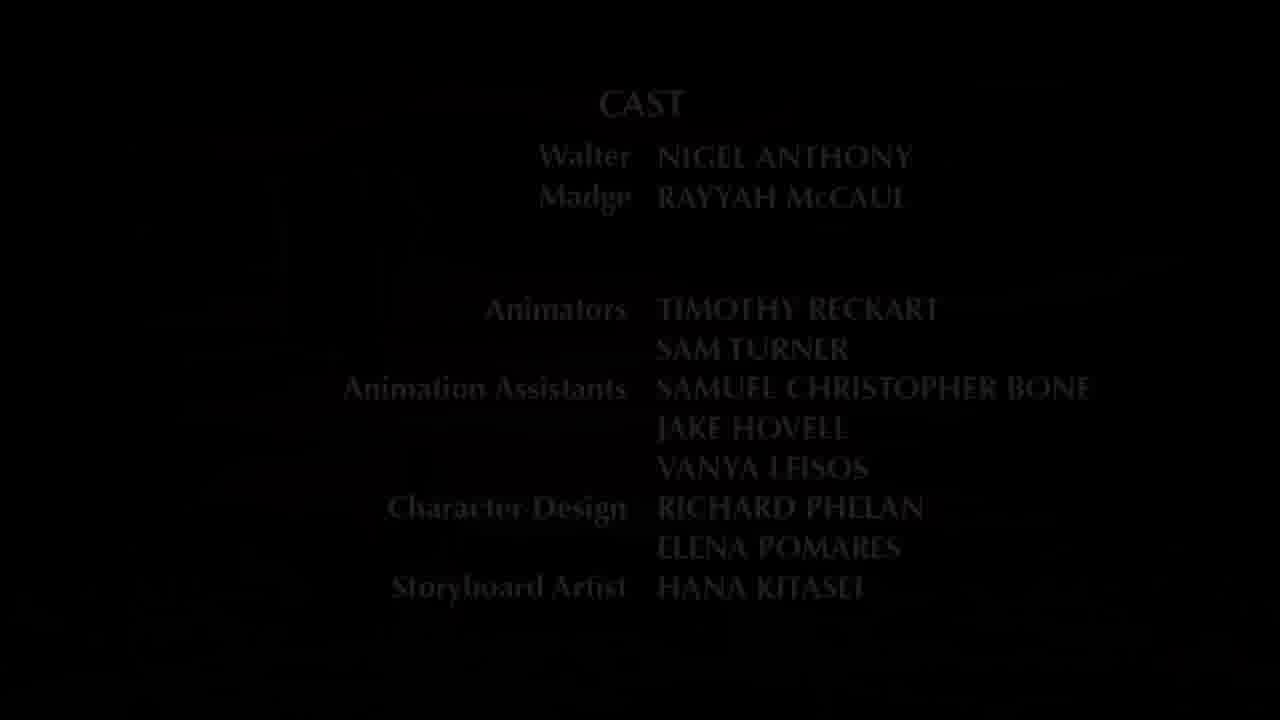 CAST
Walter NIGEL ANTHONY
Madge RAYYAH McCAUL
Animators TIMOTHY RECKART
SAM TURNER
Animation Assistants SAMUEL CHRISTOPHER BONE
JAKE HOVELL
VANYA LEISOS
Character Design RICHARD PHELAN
ELENA POMARES
Storyboard Artist HANA KITASEI